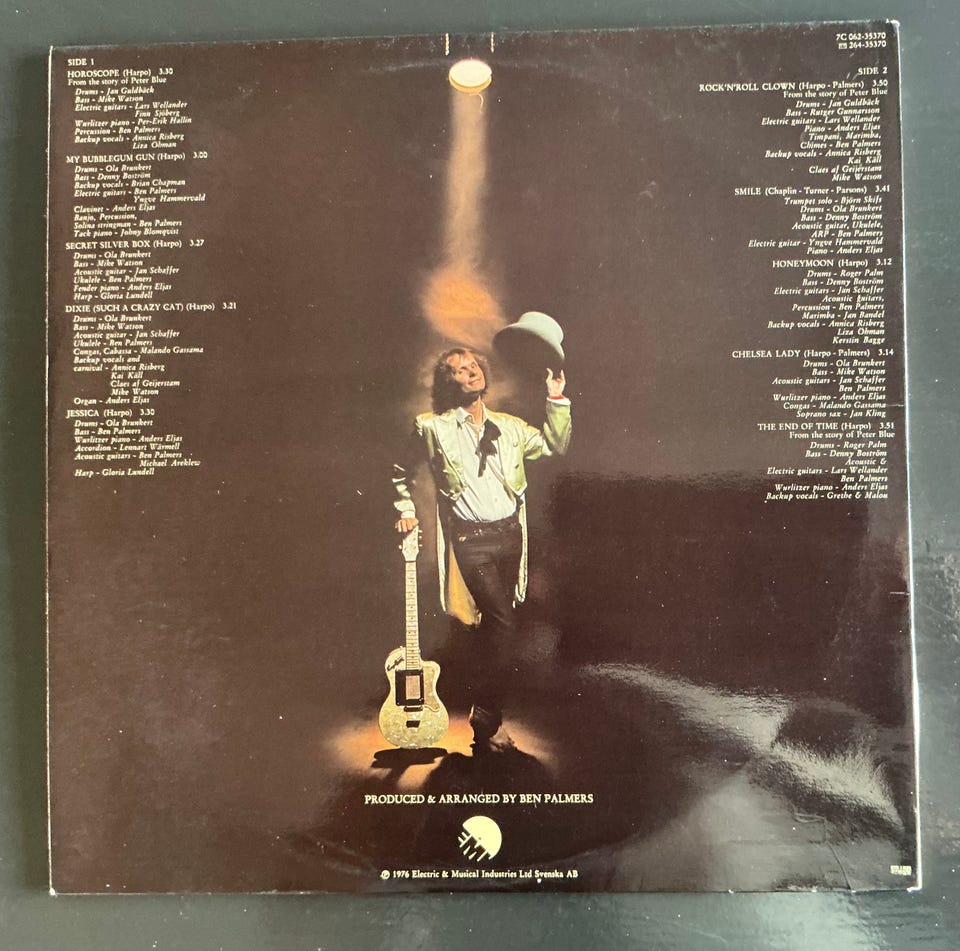 7C 062-35370
264-35370
SIDE 1
HOROSCOPE (Harpo) 3.30
From the story of Peter Blue
Drums - Jan Guldbäck
Bass - Mike Watson
Electric guitars - Lars Wellander
Finn Sjöberg
Wurlitzer piano - Per-Erik Hallin
Percussion - Ben Palmers
Backup vocals - Annica Risberg
Liza Öhman
MY BUBBLEGUM GUN (Harpo) 3.00
Drums - Ola Brunkert
Bass - Denny Boström
Backup vocals - Brian Chapman
Electric guitars - Ben Palmers
Yngve Hammervald
Clavinet - Anders Eljas
Banjo, Percussion,
Solina stringman - Ben Palmers
Tack piano - Johny Blomqvist
SECRET SILVER BOX (Harpo) 3.27
Drums - Ola Brunkert
Bass - Mike Watson
Acoustic guitar - Jan Schaffer
Ukulele - Ben Palmers
Fender piano - Anders Eljas
Harp - Gloria Lundell
DIXIE (SUCH A CRAZY CAT) (Harpo) 3.21
Drums - Ola Brunkert
Bass - Mike Watson
Acoustic guitar - Jan Schaffer
Ukulele - Ben Palmers
Congas, Cabassa - Malando Gassama
Backup vocals and
carnival - Annica Risberg
Kai Käll
Claes af Geijerstam
Mike Watson
Organ - Anders Eljas
JESSICA (Harpo) 3.30
Drums - Ola Brunkert
Bass - Ben Palmers
Wurlitzer piano - Anders Eljas
Accordion - Lennart Wärmell
Acoustic guitars - Ben Palmers
Michael Areklew
Harp - Gloria Lundell
SIDE 2
ROCK'N'ROLL CLOWN (Harpo - Palmers) 3.50
From the story of Peter Blue
Drums - Jan Guldbäck
Bass - Rutger Gunnarsson
Electric guitars - Lars Wellander
Piano - Anders Eljas
Timpani, Marimba,
Chimes - Ben Palmers
Backup vocals - Annica Risberg
Kai Käll
Claes af Geijerstam
Mike Watson
SMILE (Chaplin - Turner - Parsons) 3.41
Trumpet solo - Björn Skifs
Drums - Ola Brunkert
Bass - Denny Boström
Acoustic guitar, Ukulele,
ARP - Ben Palmers
Electric guitar - Yngve Hammervald
Piano - Anders Eljas
HONEYMOON (Harpo) 3.12
Drums - Roger Palm
Bass - Denny Boström
Electric guitars - Jan Schaffer
Acoustic guitars,
Percussion - Ben Palmers
Marimba - Jan Bandel
Backup vocals - Annica Risberg
Liza Öhman
Kerstin Bagge
CHELSEA LADY (Harpo - Palmers) 3.14
Drums - Ola Brunkert
Bass - Mike Watson
Acoustic guitars - Jan Schaffer
Ben Palmers
Wurlitzer piano - Anders Eljas
Congas - Malando Gassama
Soprano sax - Jan Kling
THE END OF TIME (Harpo) 3.51
From the story of Peter Blue
Drums - Roger Palm
Bass - Denny Boström
Acoustic &
Electric guitars - Lars Wellander
Ben Palmers
Wurlitzer piano - Anders Eljas
Backup vocals - Grethe & Malou
PRODUCED & ARRANGED BY BEN PALMERS
EMI
℗ 1976 Electric & Musical Industries Ltd Svenska AB